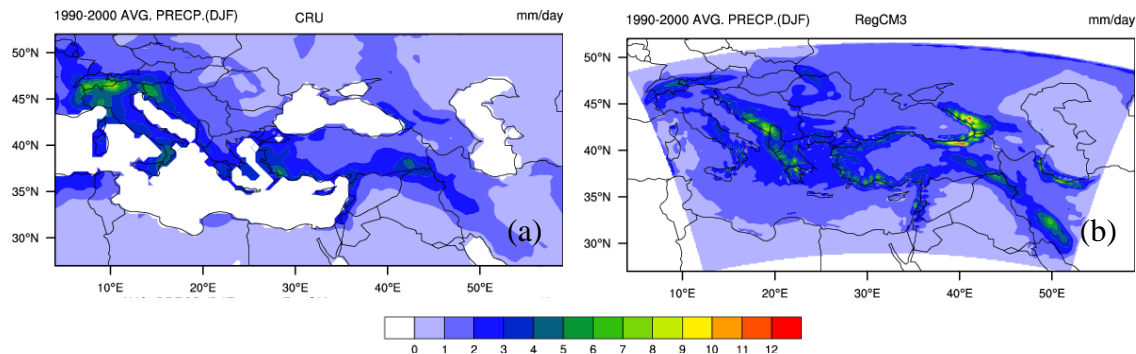 1990-2000 AVG. PRECP.(DJF) CRU mm/day
50°N
45°N
40°N
35°N
30°N
(a)
10°E 20°E 30°E 40°E 50°E
1990-2000 AVG. PRECP.(DJF) RegCM3 mm/day
50°N
45°N
40°N
35°N
30°N
(b)
10°E 20°E 30°E 40°E 50°E
0 1 2 3 4 5 6 7 8 9 10 11 12